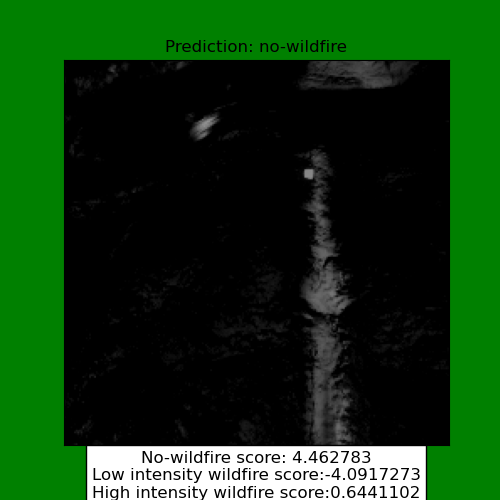 Prediction: no-wildfire
No-wildfire score: 4.462783
Low intensity wildfire score:-4.0917273
High intensity wildfire score:0.6441102